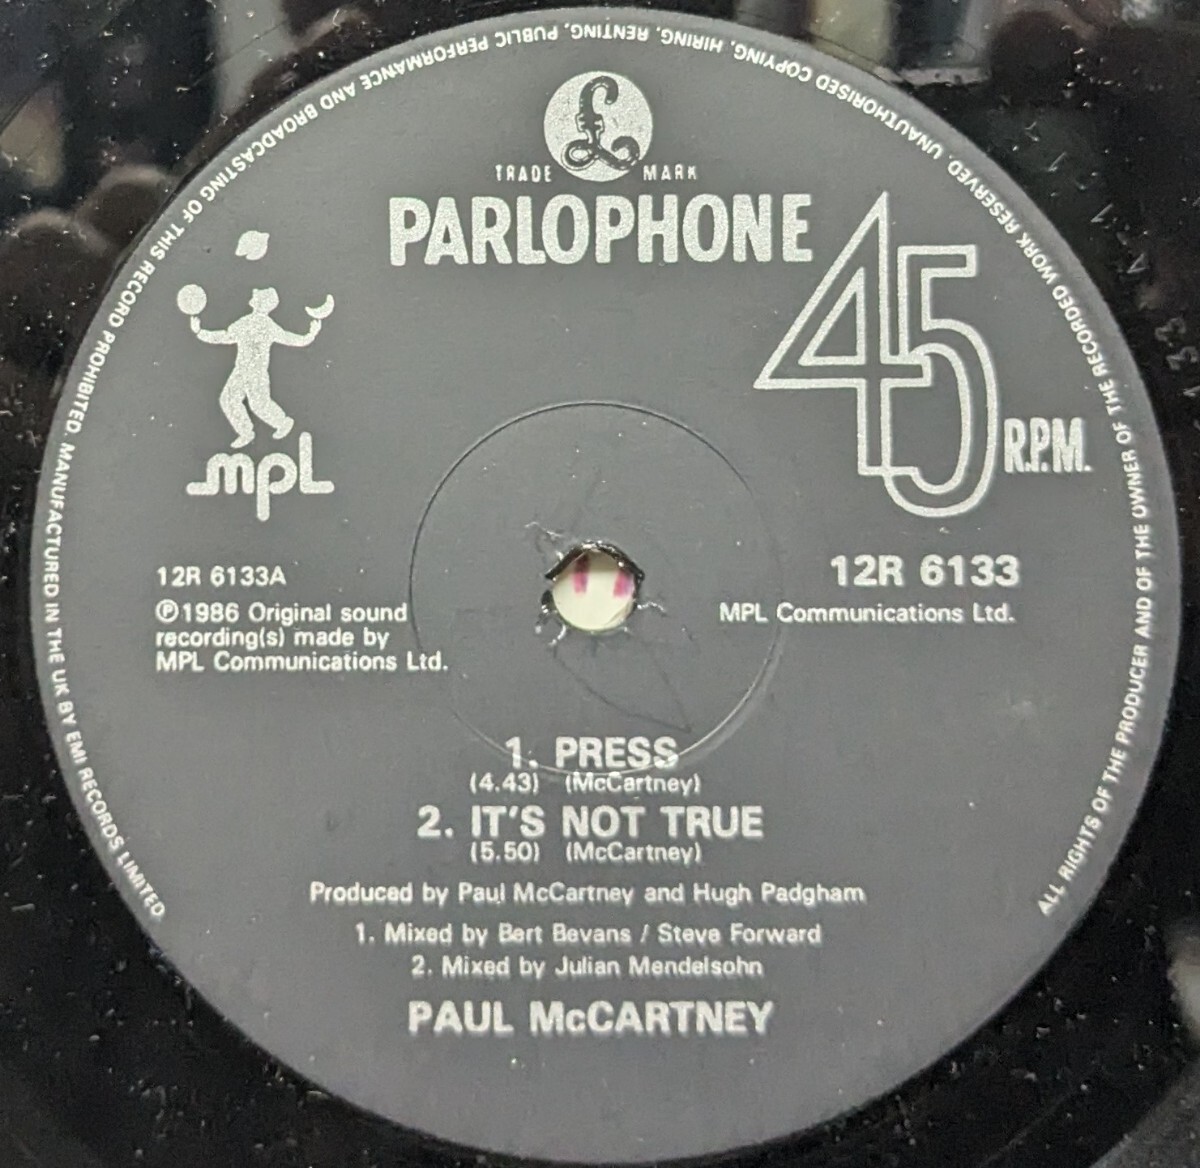 ALL RIGHTS OF THE PRODUCER AND OF THE OWNER OF THE RECORDED WORK RESERVED. UNAUTHORISED COPYING, HIRING, RENTING, PUBLIC PERFORMANCE AND BROADCASTING OF THIS RECORD PROHIBITED. MANUFACTURED IN THE UK BY EMI RECORDS LIMITED
£
TRADE MARK
PARLOPHONE
45 R.P.M.
mpl
12R 6133A
℗1986 Original sound
recording(s) made by
MPL Communications Ltd.
12R 6133
MPL Communications Ltd.
1. PRESS
(4.43) (McCartney)
2. IT'S NOT TRUE
(5.50) (McCartney)
Produced by Paul McCartney and Hugh Padgham
1. Mixed by Bert Bevans / Steve Forward
2. Mixed by Julian Mendelsohn
PAUL McCARTNEY